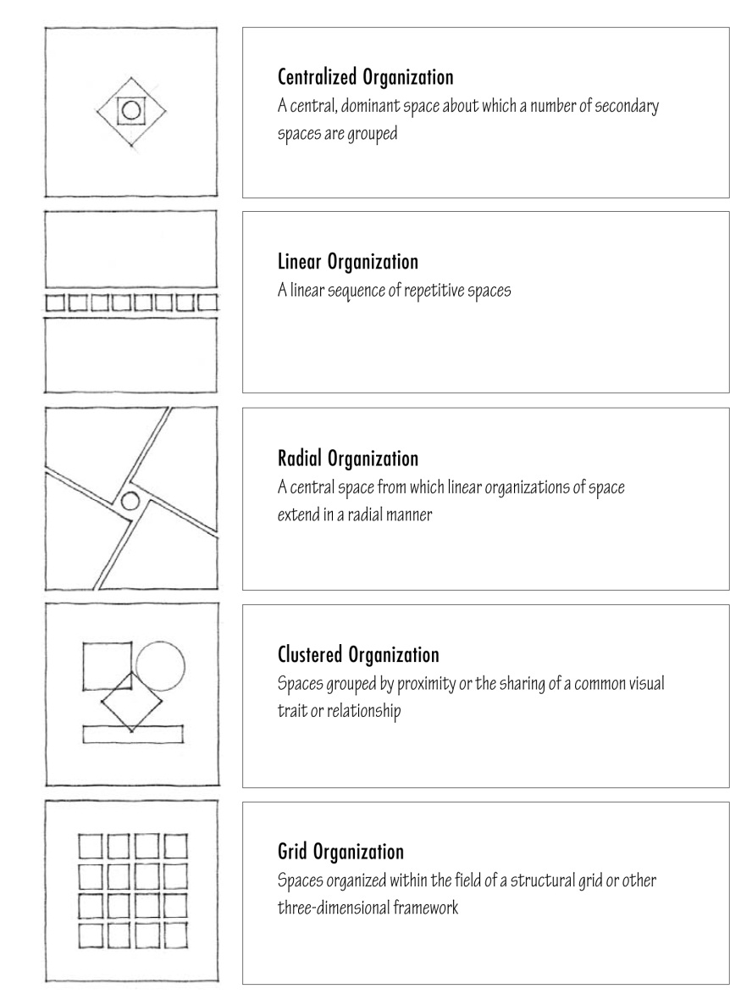 Centralized Organization
A central, dominant space about which a number of secondary
spaces are grouped
Linear Organization
A linear sequence of repetitive spaces
Radial Organization
A central space from which linear organizations of space
extend in a radial manner
Clustered Organization
Spaces grouped by proximity or the sharing of a common visual
trait or relationship
Grid Organization
Spaces organized within the field of a structural grid or other
three-dimensional framework